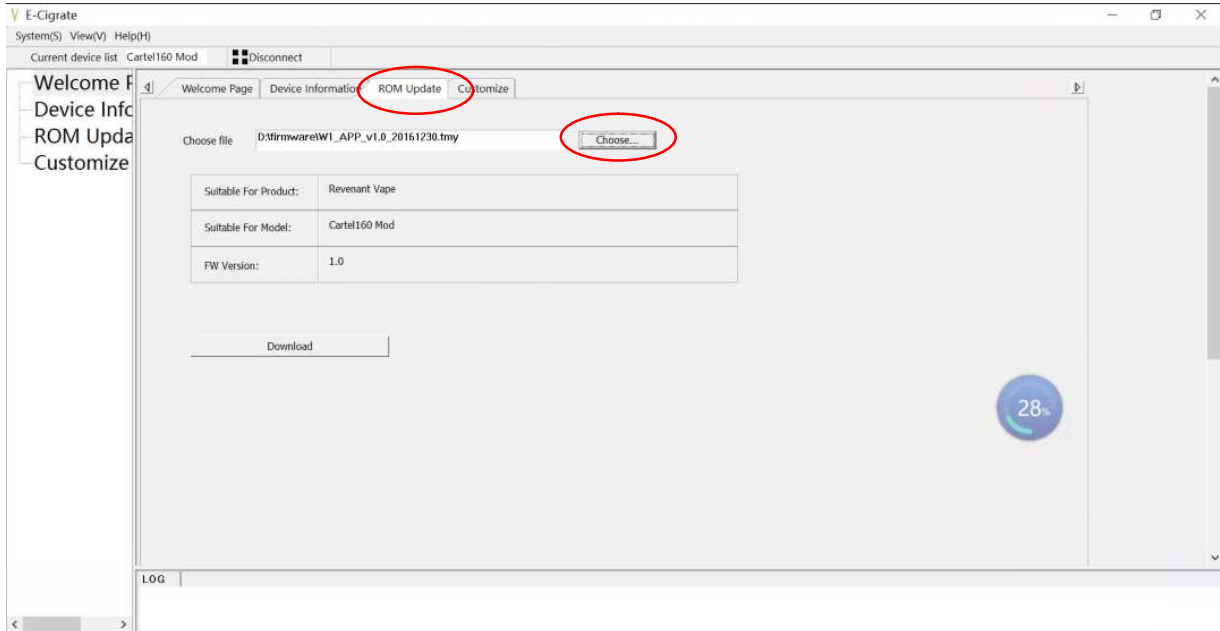 E-Cigrate
System(S) View(V) Help(H)
Current device list Cartel160 Mod Disconnect
Welcome P
Device Infc
ROM Upda
Customize
Welcome Page Device Information ROM Update Customize
Choose file D:\firmware\W1_APP_v1.0_20161230.tmy Choose...
Suitable For Product: Revenant Vape
Suitable For Model: Cartel160 Mod
FW Version: 1.0
Download
28%
LOG